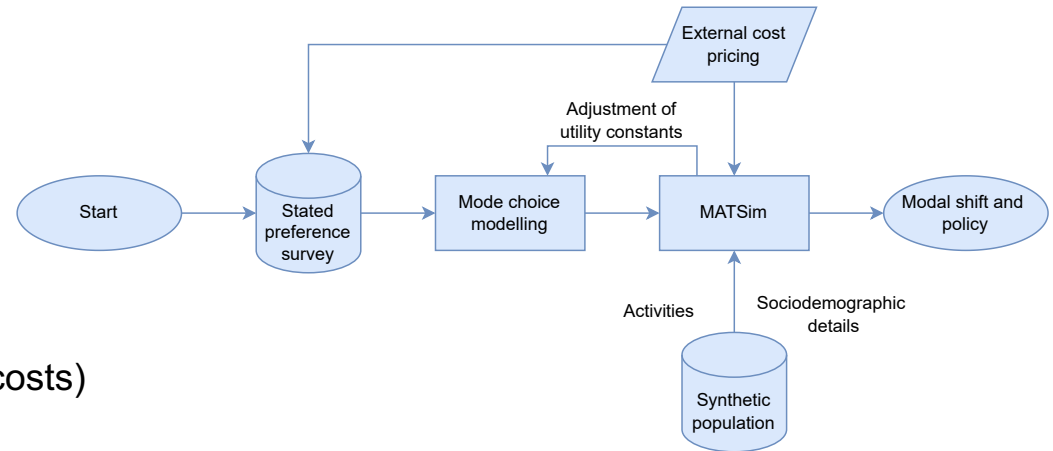 External cost
pricing
Adjustment of
utility constants
Start
Stated
preference
survey
Mode choice
modelling
MATSim
Modal shift and
policy
Activities
Sociodemographic
details
costs)
Synthetic
population